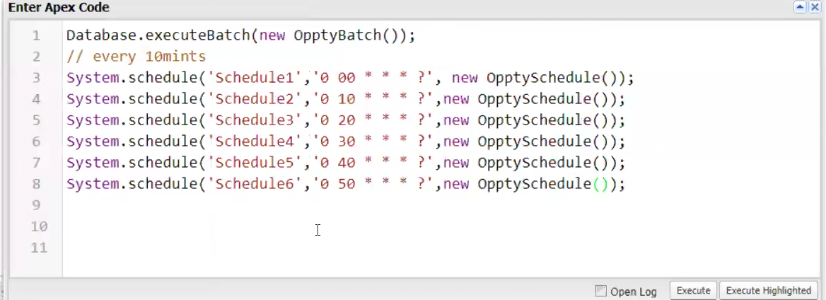 Enter Apex Code
1 Database.executeBatch(new OpptyBatch());
2 // every 10mints
3 System.schedule('Schedule1','0 00 * * * ?', new OpptySchedule());
4 System.schedule('Schedule2','0 10 * * * ?',new OpptySchedule());
5 System.schedule('Schedule3','0 20 * * * ?',new OpptySchedule());
6 System.schedule('Schedule4','0 30 * * * ?',new OpptySchedule());
7 System.schedule('Schedule5','0 40 * * * ?',new OpptySchedule());
8 System.schedule('Schedule6','0 50 * * * ?',new OpptySchedule());
9
10
11
Open Log Execute Execute Highlighted